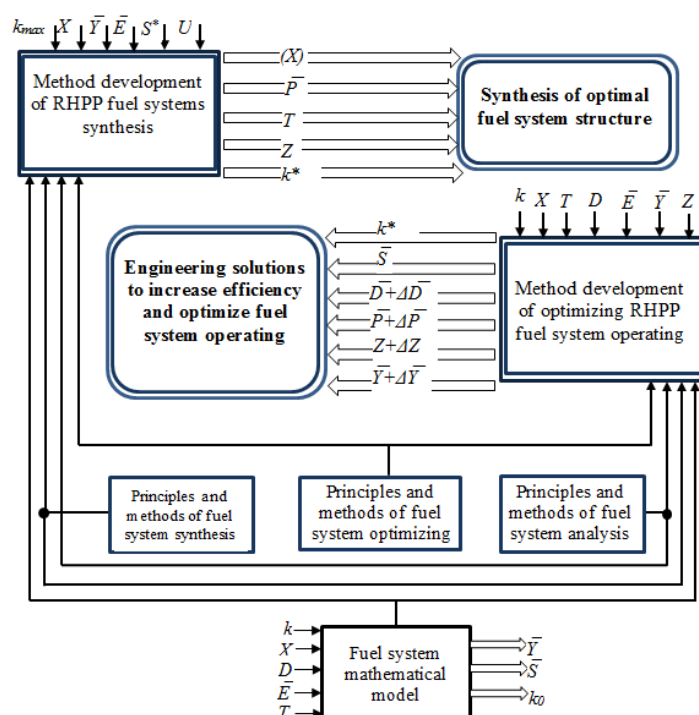 kmax X Ȳ Ē S* U
Method development
of RHPP fuel systems
synthesis
(X)
P̄
T
Z
k*
Synthesis of optimal
fuel system structure
k X T D Ē Ȳ Z
k*
S̄
D̄+ΔD̄
P̄+ΔP̄
Z+ΔZ
Ȳ+ΔȲ
Engineering solutions
to increase efficiency
and optimize fuel
system operating
Method development
of optimizing RHPP
fuel system operating
Principles and
methods of fuel
system synthesis
Principles and
methods of fuel
system optimizing
Principles and
methods of fuel
system analysis
k
X
D
Ē
T
Fuel system
mathematical
model
Ȳ
S̄
k0